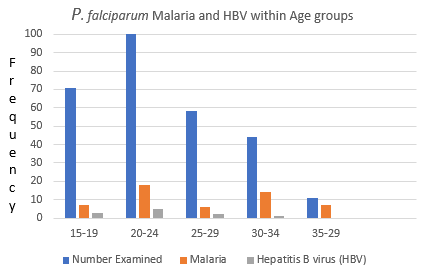 P. falciparum Malaria and HBV within Age groups
Frequency
100
90
80
70
60
50
40
30
20
10
0
15-19 20-24 25-29 30-34 35-29
Number Examined Malaria Hepatitis B virus (HBV)